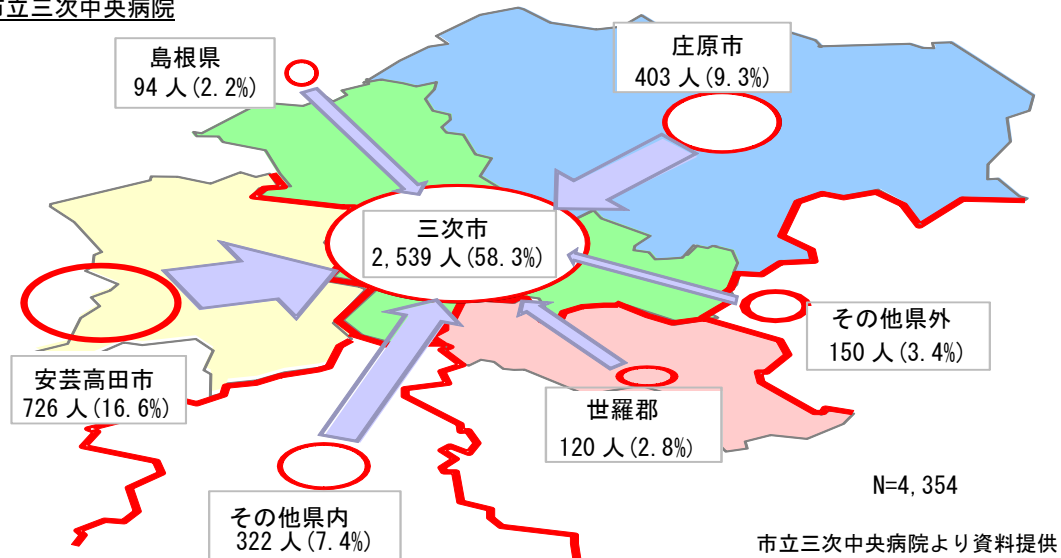 市立三次中央病院
島根県
94 人(2.2%)
庄原市
403 人(9.3%)
三次市
2,539 人(58.3%)
その他県外
150 人(3.4%)
安芸高田市
726 人(16.6%)
世羅郡
120 人(2.8%)
その他県内
322 人(7.4%)
N=4,354
市立三次中央病院より資料提供